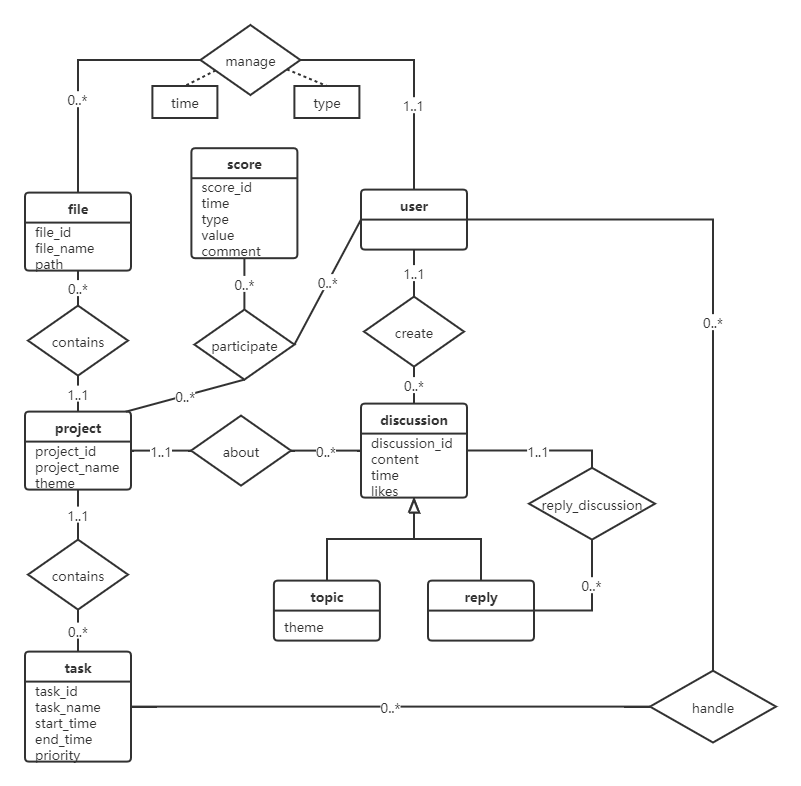 manage
time
type
0..*
1..1
score
score_id
time
type
value
comment
file
file_id
file_name
path
user
0..*
0..*
0..*
1..1
0..*
contains
participate
create
1..1
0..*
0..*
project
project_id
project_name
theme
1..1
about
0..*
discussion
discussion_id
content
time
likes
1..1
reply_discussion
1..1
contains
0..*
0..*
topic
theme
reply
task
task_id
task_name
start_time
end_time
priority
0..*
handle